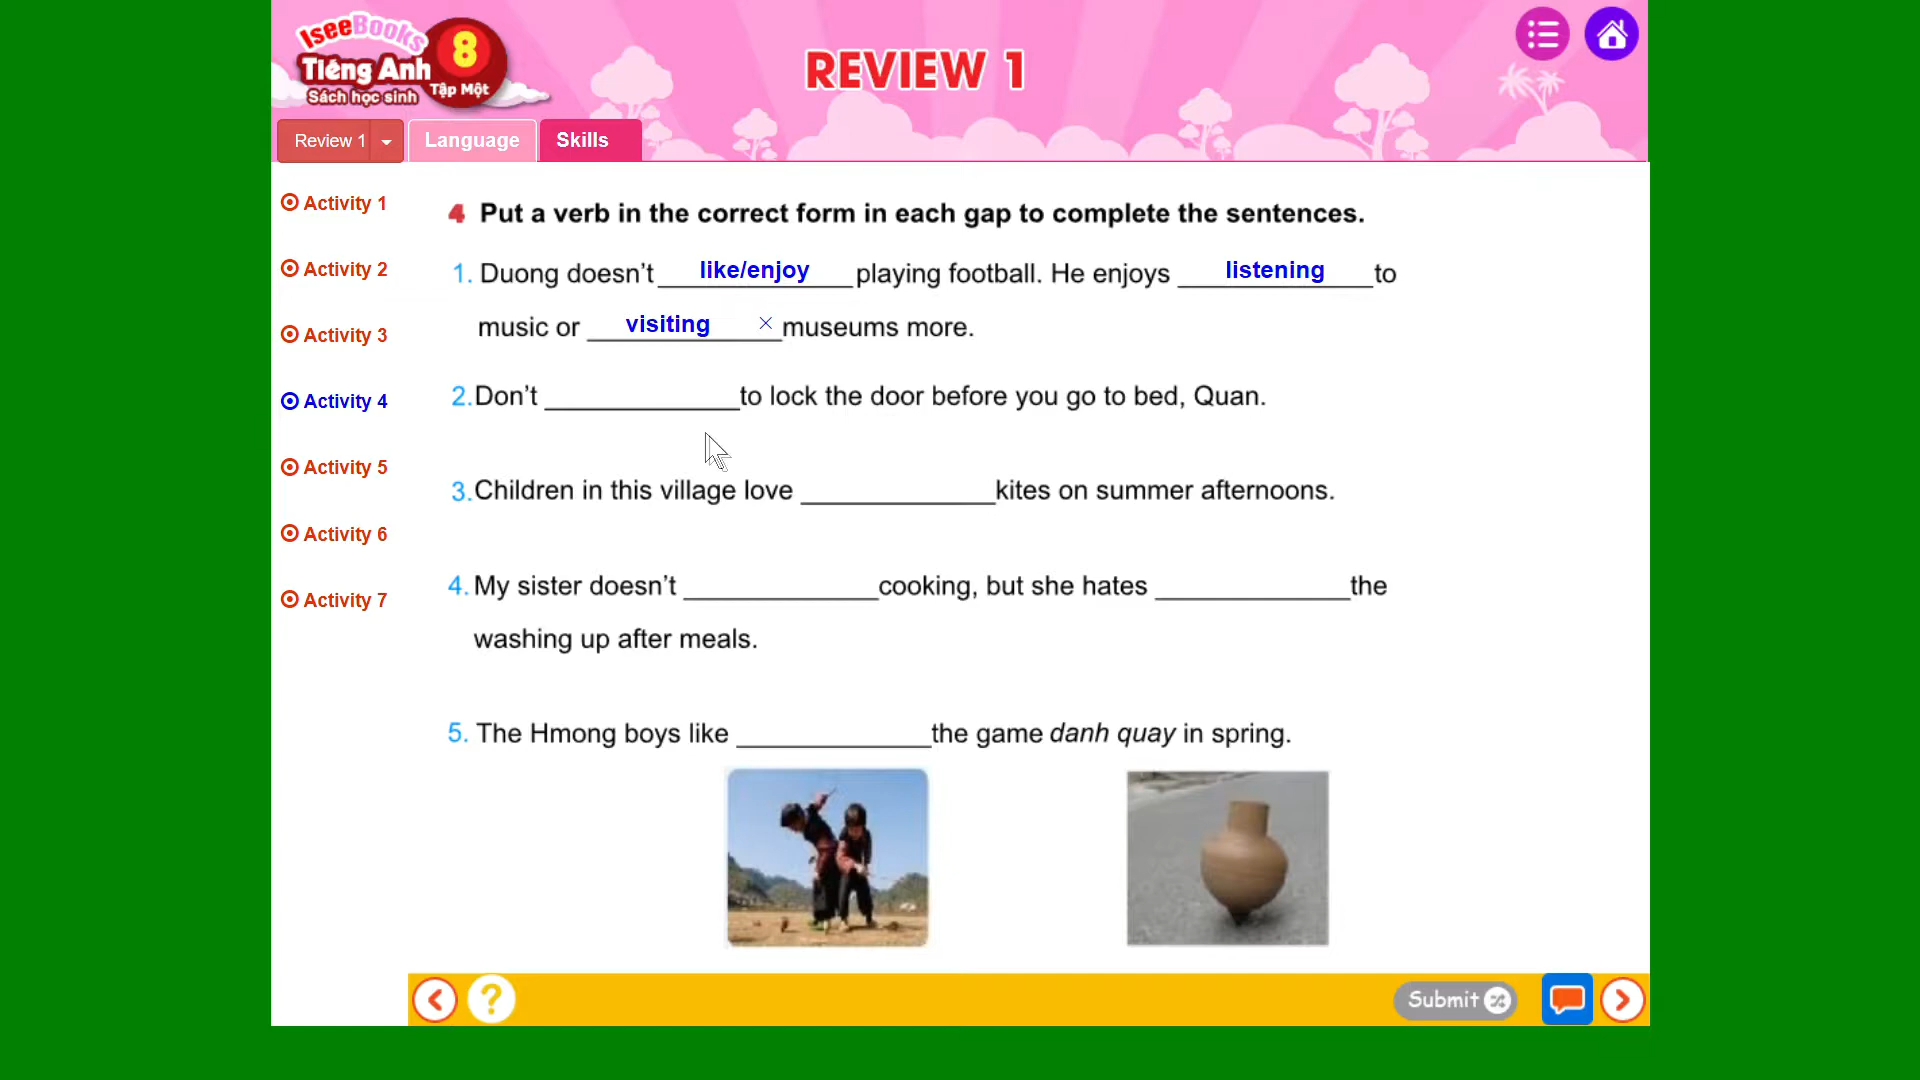 IseeBooks
Tiếng Anh 8
Sách học sinh Tập Một
REVIEW 1
Review 1
Language
Skills
Activity 1
Activity 2
Activity 3
Activity 4
Activity 5
Activity 6
Activity 7
4 Put a verb in the correct form in each gap to complete the sentences.
1. Duong doesn’t like/enjoy playing football. He enjoys listening to
music or visiting × museums more.
2. Don’t ______________ to lock the door before you go to bed, Quan.
3. Children in this village love ______________ kites on summer afternoons.
4. My sister doesn’t ______________ cooking, but she hates ______________ the
washing up after meals.
5. The Hmong boys like ______________ the game danh quay in spring.
?
Submit